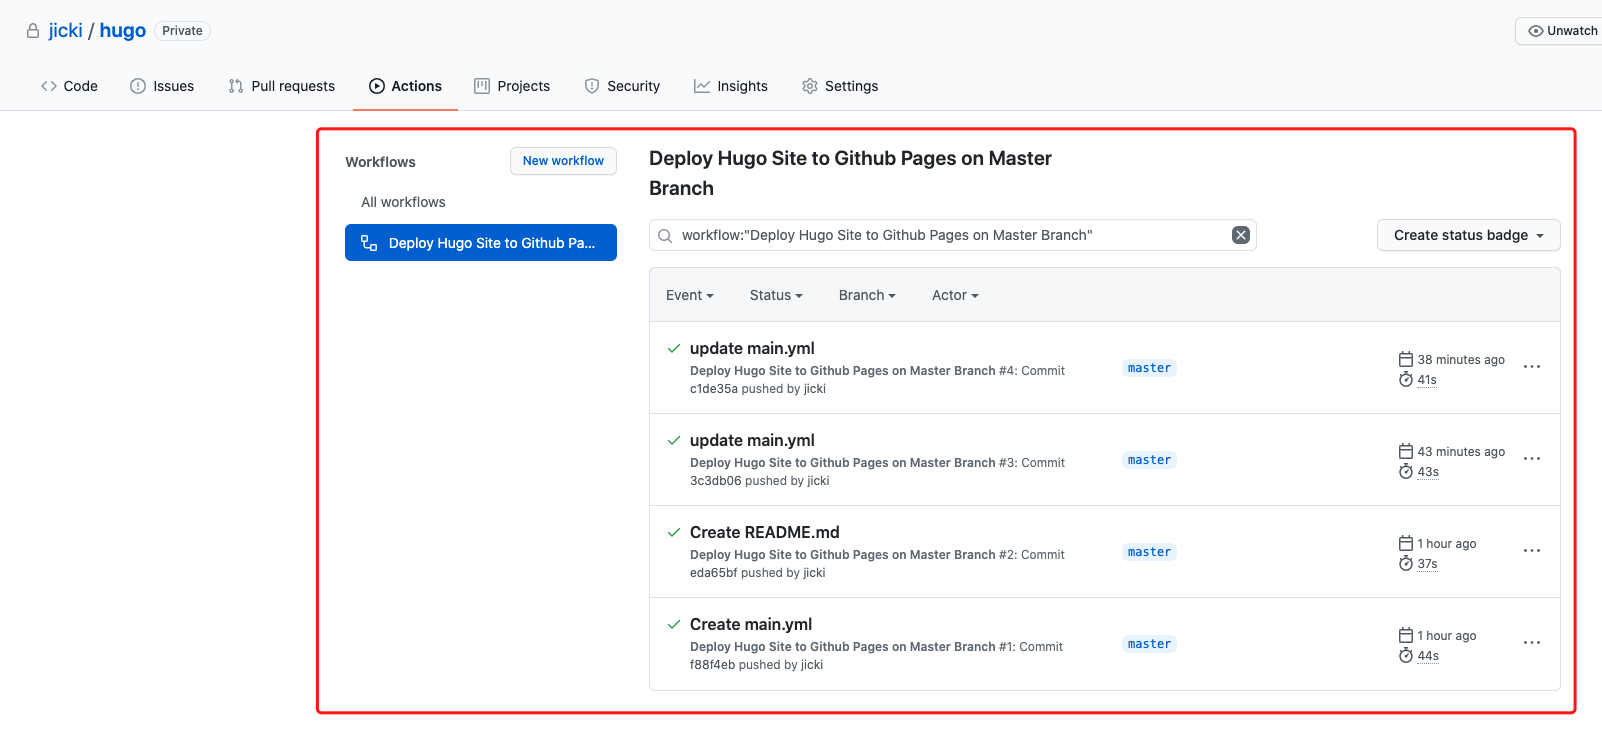 jicki / hugo Private
Unwatch
Code Issues Pull requests Actions Projects Security Insights Settings
Workflows
New workflow
All workflows
Deploy Hugo Site to Github Pa...
Deploy Hugo Site to Github Pages on Master
Branch
workflow:"Deploy Hugo Site to Github Pages on Master Branch"
Create status badge
Event Status Branch Actor
update main.yml
Deploy Hugo Site to Github Pages on Master Branch #4: Commit
c1de35a pushed by jicki
master
38 minutes ago
41s
update main.yml
Deploy Hugo Site to Github Pages on Master Branch #3: Commit
3c3db06 pushed by jicki
master
43 minutes ago
43s
Create README.md
Deploy Hugo Site to Github Pages on Master Branch #2: Commit
eda65bf pushed by jicki
master
1 hour ago
37s
Create main.yml
Deploy Hugo Site to Github Pages on Master Branch #1: Commit
f88f4eb pushed by jicki
master
1 hour ago
44s